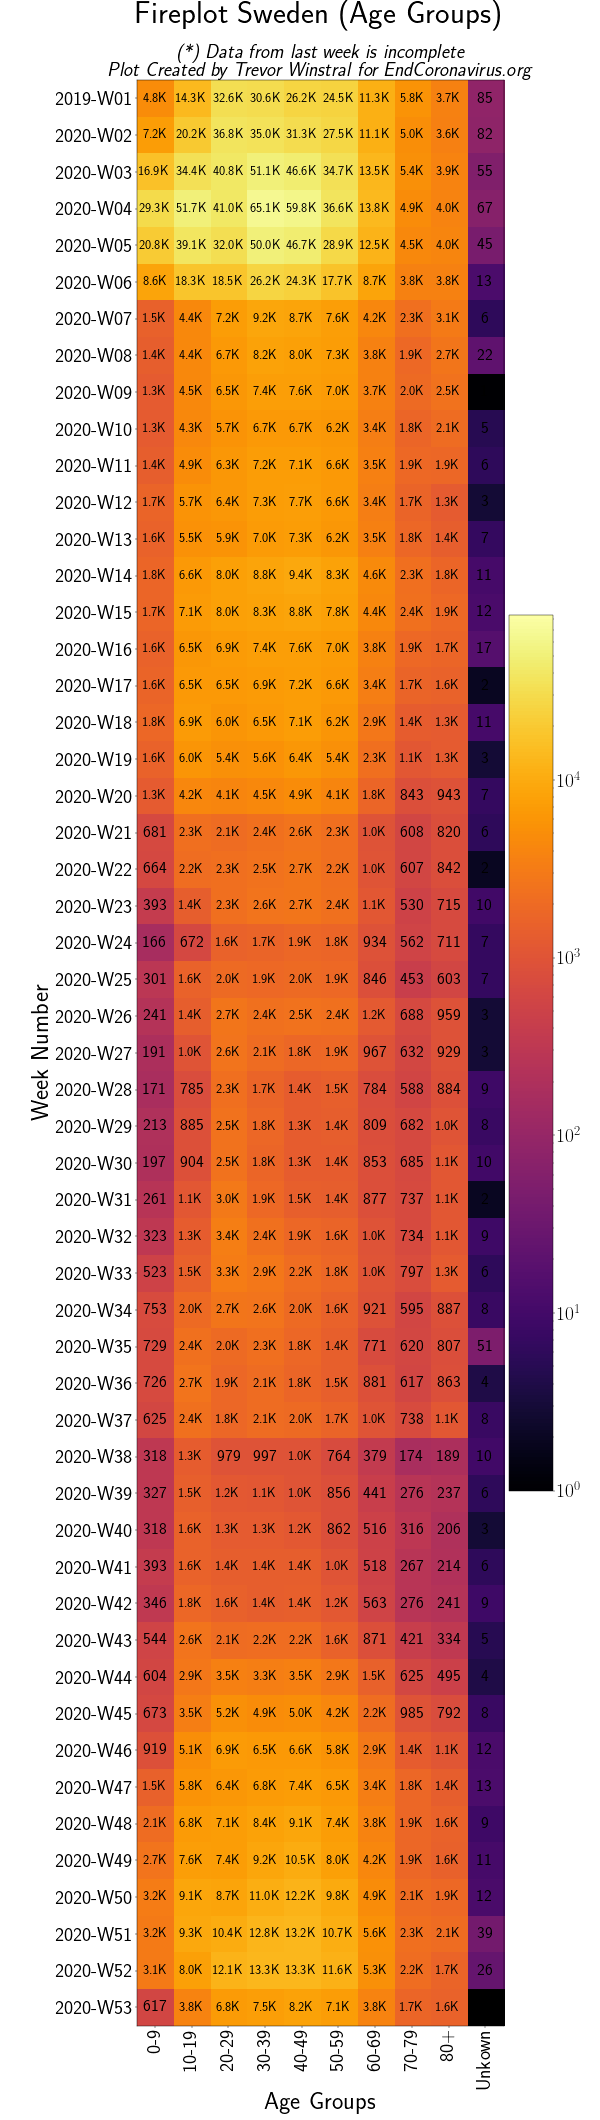 Fireplot Sweden (Age Groups)
(*) Data from last week is incomplete
Plot Created by Trevor Winstral for EndCoronavirus.org
2019-W01 4.8K 14.3K 32.6K 30.6K 26.2K 24.5K 11.3K 5.8K 3.7K 85
2020-W02 7.2K 20.2K 36.8K 35.0K 31.3K 27.5K 11.1K 5.0K 3.6K 82
2020-W03 16.9K 34.4K 40.8K 51.1K 46.6K 34.7K 13.5K 5.4K 3.9K 55
2020-W04 29.3K 51.7K 41.0K 65.1K 59.8K 36.6K 13.8K 4.9K 4.0K 67
2020-W05 20.8K 39.1K 32.0K 50.0K 46.7K 28.9K 12.5K 4.5K 4.0K 45
2020-W06 8.6K 18.3K 18.5K 26.2K 24.3K 17.7K 8.7K 3.8K 3.8K 13
2020-W07 1.5K 4.4K 7.2K 9.2K 8.7K 7.6K 4.2K 2.3K 3.1K 6
2020-W08 1.4K 4.4K 6.7K 8.2K 8.0K 7.3K 3.8K 1.9K 2.7K 22
2020-W09 1.3K 4.5K 6.5K 7.4K 7.6K 7.0K 3.7K 2.0K 2.5K
2020-W10 1.3K 4.3K 5.7K 6.7K 6.7K 6.2K 3.4K 1.8K 2.1K 5
2020-W11 1.4K 4.9K 6.3K 7.2K 7.1K 6.6K 3.5K 1.9K 1.9K 6
2020-W12 1.7K 5.7K 6.4K 7.3K 7.7K 6.6K 3.4K 1.7K 1.3K 3
2020-W13 1.6K 5.5K 5.9K 7.0K 7.3K 6.2K 3.5K 1.8K 1.4K 7
2020-W14 1.8K 6.6K 8.0K 8.8K 9.4K 8.3K 4.6K 2.3K 1.8K 11
2020-W15 1.7K 7.1K 8.0K 8.3K 8.8K 7.8K 4.4K 2.4K 1.9K 12
2020-W16 1.6K 6.5K 6.9K 7.4K 7.6K 7.0K 3.8K 1.9K 1.7K 17
2020-W17 1.6K 6.5K 6.5K 6.9K 7.2K 6.6K 3.4K 1.7K 1.6K 2
2020-W18 1.8K 6.9K 6.0K 6.5K 7.1K 6.2K 2.9K 1.4K 1.3K 11
2020-W19 1.6K 6.0K 5.4K 5.6K 6.4K 5.4K 2.3K 1.1K 1.3K 3
2020-W20 1.3K 4.2K 4.1K 4.5K 4.9K 4.1K 1.8K 843 943 7
2020-W21 681 2.3K 2.1K 2.4K 2.6K 2.3K 1.0K 608 820 6
2020-W22 664 2.2K 2.3K 2.5K 2.7K 2.2K 1.0K 607 842 2
2020-W23 393 1.4K 2.3K 2.6K 2.7K 2.4K 1.1K 530 715 10
2020-W24 166 672 1.6K 1.7K 1.9K 1.8K 934 562 711 7
2020-W25 301 1.6K 2.0K 1.9K 2.0K 1.9K 846 453 603 7
2020-W26 241 1.4K 2.7K 2.4K 2.5K 2.4K 1.2K 688 959 3
2020-W27 191 1.0K 2.6K 2.1K 1.8K 1.9K 967 632 929 3
2020-W28 171 785 2.3K 1.7K 1.4K 1.5K 784 588 884 9
2020-W29 213 885 2.5K 1.8K 1.3K 1.4K 809 682 1.0K 8
2020-W30 197 904 2.5K 1.8K 1.3K 1.4K 853 685 1.1K 10
2020-W31 261 1.1K 3.0K 1.9K 1.5K 1.4K 877 737 1.1K 2
2020-W32 323 1.3K 3.4K 2.4K 1.9K 1.6K 1.0K 734 1.1K 9
2020-W33 523 1.5K 3.3K 2.9K 2.2K 1.8K 1.0K 797 1.3K 6
2020-W34 753 2.0K 2.7K 2.6K 2.0K 1.6K 921 595 887 8
2020-W35 729 2.4K 2.0K 2.3K 1.8K 1.4K 771 620 807 51
2020-W36 726 2.7K 1.9K 2.1K 1.8K 1.5K 881 617 863 4
2020-W37 625 2.4K 1.8K 2.1K 2.0K 1.7K 1.0K 738 1.1K 8
2020-W38 318 1.3K 979 997 1.0K 764 379 174 189 10
2020-W39 327 1.5K 1.2K 1.1K 1.0K 856 441 276 237 6
2020-W40 318 1.6K 1.3K 1.3K 1.2K 862 516 316 206 3
2020-W41 393 1.6K 1.4K 1.4K 1.4K 1.0K 518 267 214 6
2020-W42 346 1.8K 1.6K 1.4K 1.4K 1.2K 563 276 241 9
2020-W43 544 2.6K 2.1K 2.2K 2.2K 1.6K 871 421 334 5
2020-W44 604 2.9K 3.5K 3.3K 3.5K 2.9K 1.5K 625 495 4
2020-W45 673 3.5K 5.2K 4.9K 5.0K 4.2K 2.2K 985 792 8
2020-W46 919 5.1K 6.9K 6.5K 6.6K 5.8K 2.9K 1.4K 1.1K 12
2020-W47 1.5K 5.8K 6.4K 6.8K 7.4K 6.5K 3.4K 1.8K 1.4K 13
2020-W48 2.1K 6.8K 7.1K 8.4K 9.1K 7.4K 3.8K 1.9K 1.6K 9
2020-W49 2.7K 7.6K 7.4K 9.2K 10.5K 8.0K 4.2K 1.9K 1.6K 11
2020-W50 3.2K 9.1K 8.7K 11.0K 12.2K 9.8K 4.9K 2.1K 1.9K 12
2020-W51 3.2K 9.3K 10.4K 12.8K 13.2K 10.7K 5.6K 2.3K 2.1K 39
2020-W52 3.1K 8.0K 12.1K 13.3K 13.3K 11.6K 5.3K 2.2K 1.7K 26
2020-W53 617 3.8K 6.8K 7.5K 8.2K 7.1K 3.8K 1.7K 1.6K
0-9 10-19 20-29 30-39 40-49 50-59 60-69 70-79 80+ Unkown
Age Groups
Week Number
10⁴
10³
10²
10¹
10⁰